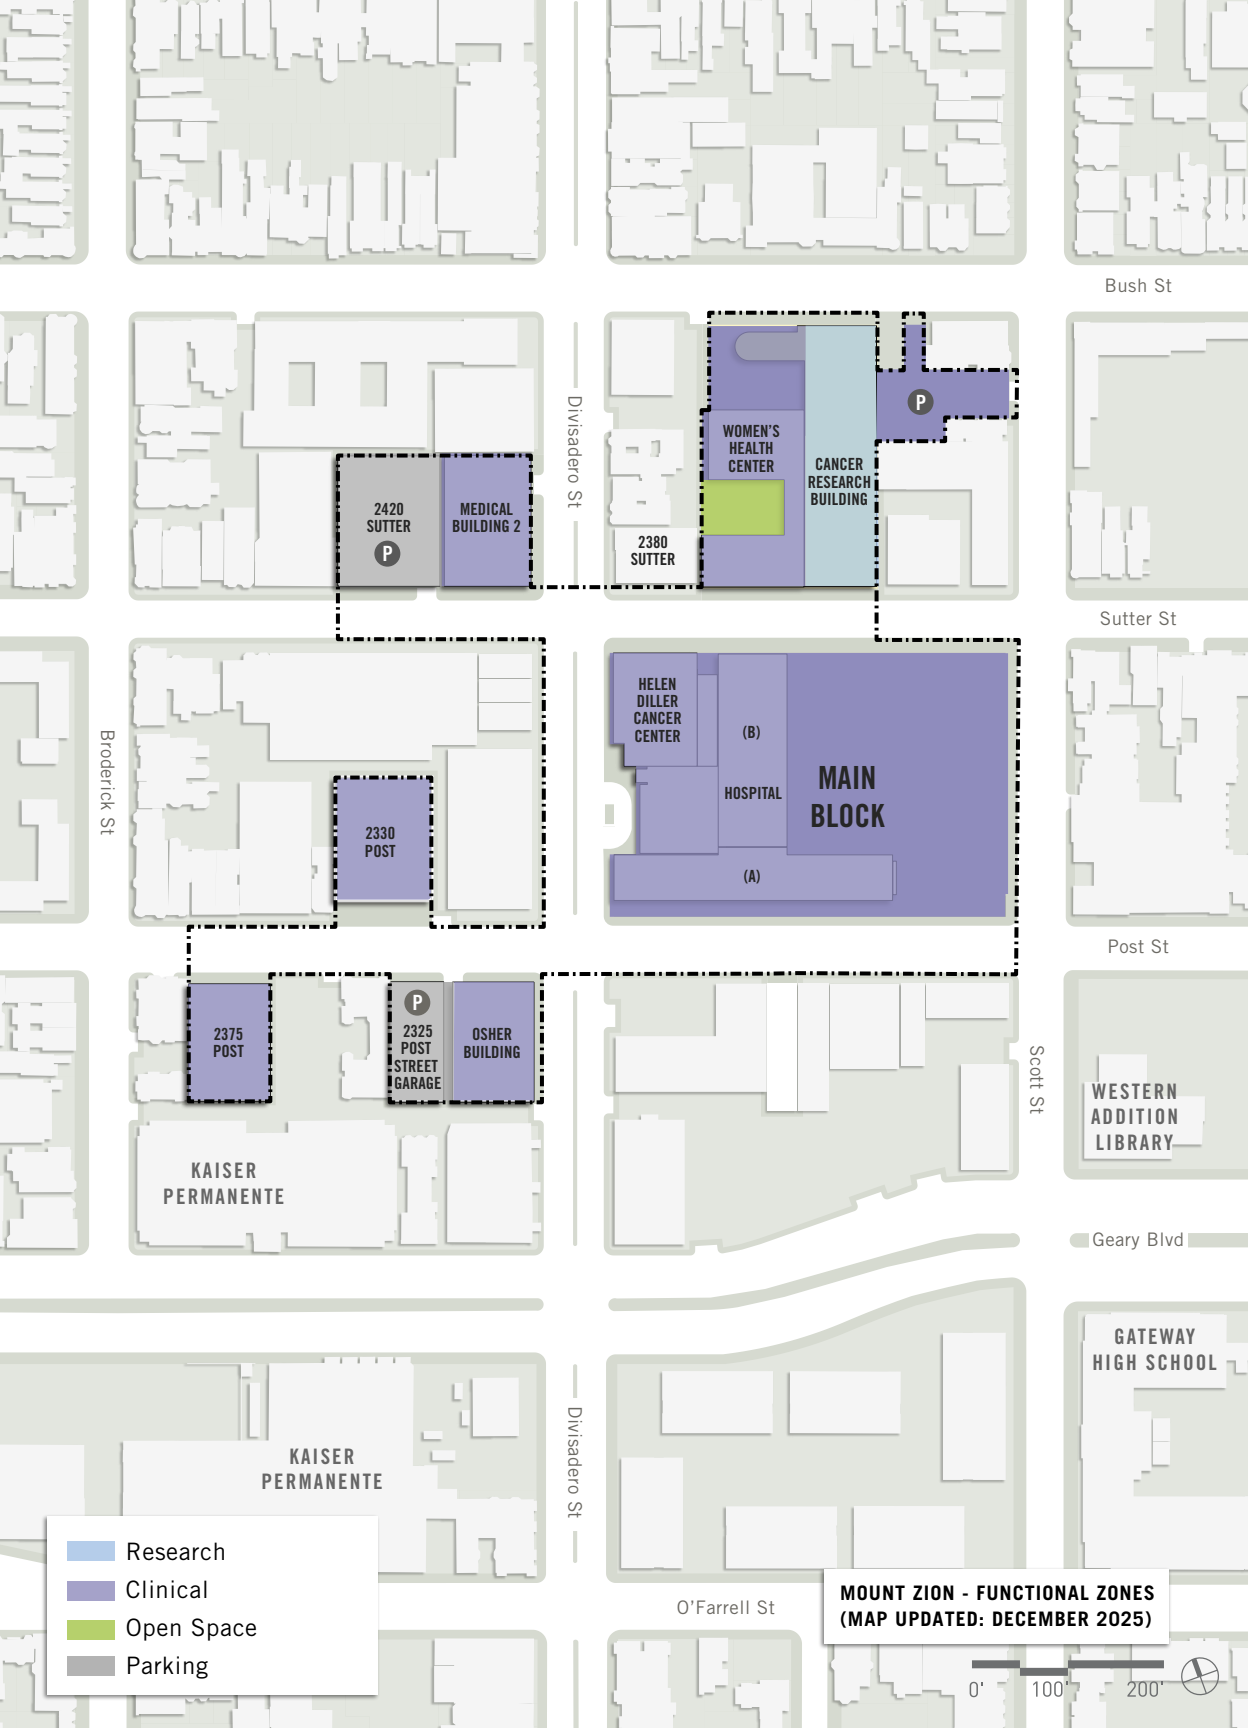 Bush St
Divisadero St
P
WOMEN'S
HEALTH
CENTER
CANCER
RESEARCH
BUILDING
2420
SUTTER
P
MEDICAL
BUILDING 2
2380
SUTTER
Sutter St
Broderick St
HELEN
DILLER
CANCER
CENTER
(B)
HOSPITAL
MAIN
BLOCK
(A)
2330
POST
Post St
2375
POST
P
2325
POST
STREET
GARAGE
OSHER
BUILDING
Scott St
WESTERN
ADDITION
LIBRARY
KAISER
PERMANENTE
Geary Blvd
GATEWAY
HIGH SCHOOL
KAISER
PERMANENTE
Divisadero St
Research
Clinical
Open Space
Parking
O'Farrell St
MOUNT ZION - FUNCTIONAL ZONES
(MAP UPDATED: DECEMBER 2025)
0' 100' 200'